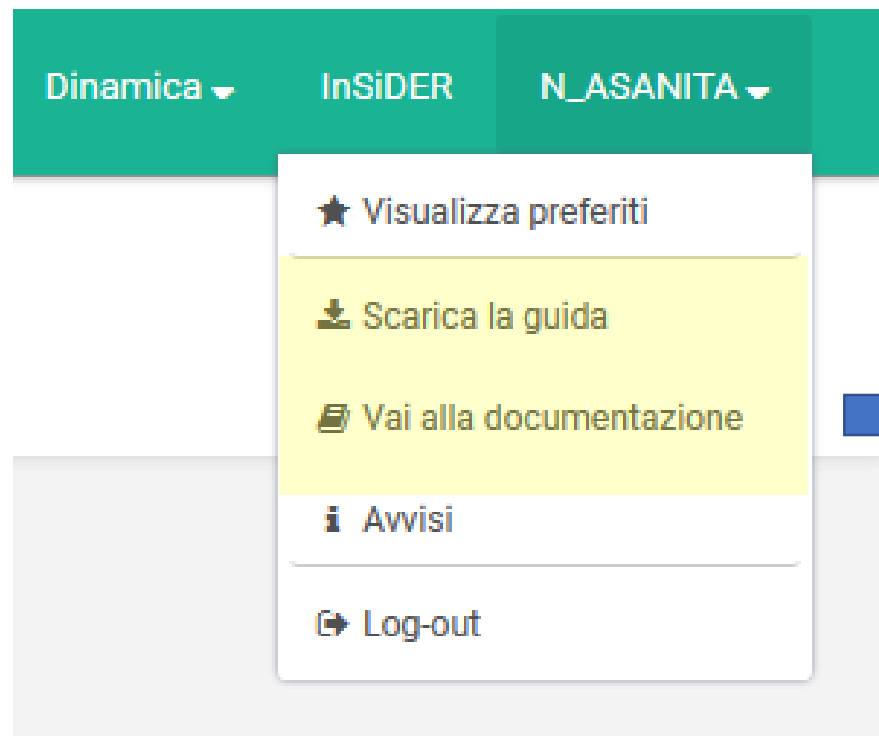 Dinamica InSiDER N_ASANITA
Visualizza preferiti
Scarica la guida
Vai alla documentazione
Avvisi
Log-out